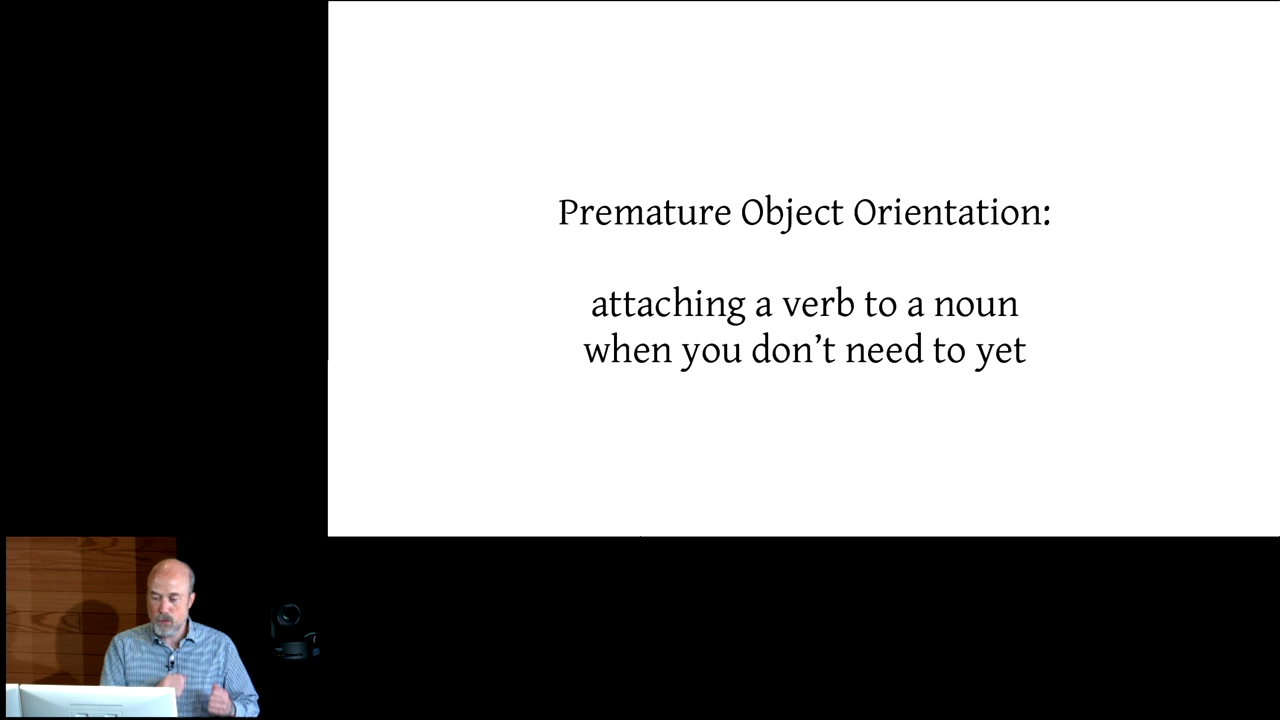 Premature Object Orientation:
attaching a verb to a noun
when you don’t need to yet